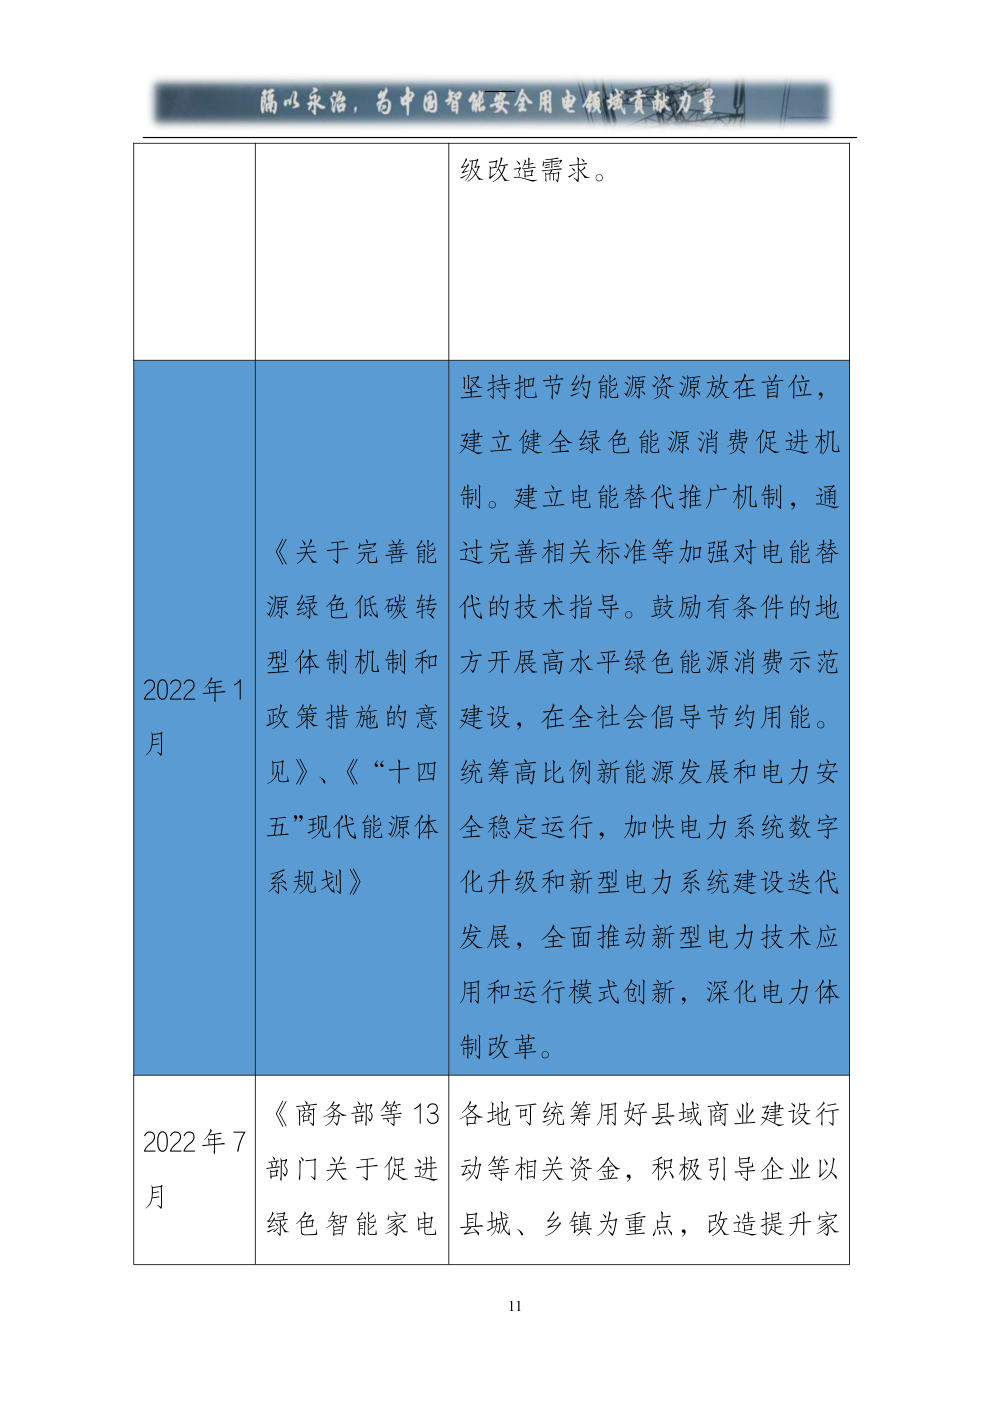 隔以永治，为中国智能安全用电领域贡献力量
级改造需求。
2022年1
月
《关于完善能
源绿色低碳转
型体制机制和
政策措施的意
见》、《“十四
五”现代能源体
系规划》
坚持把节约能源资源放在首位，
建立健全绿色能源消费促进机
制。建立电能替代推广机制，通
过完善相关标准等加强对电能替
代的技术指导。鼓励有条件的地
方开展高水平绿色能源消费示范
建设，在全社会倡导节约用能。
统筹高比例新能源发展和电力安
全稳定运行，加快电力系统数字
化升级和新型电力系统建设迭代
发展，全面推动新型电力技术应
用和运行模式创新，深化电力体
制改革。
2022年7
月
《商务部等13
部门关于促进
绿色智能家电
各地可统筹用好县域商业建设行
动等相关资金，积极引导企业以
县城、乡镇为重点，改造提升家
11